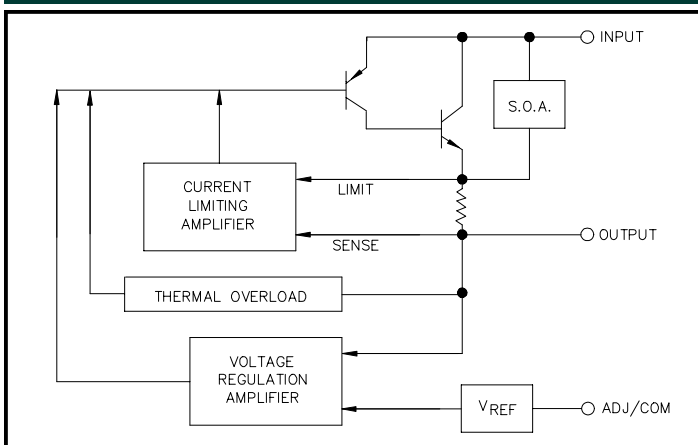 INPUT
S.O.A.
CURRENT
LIMITING
AMPLIFIER
LIMIT
SENSE
OUTPUT
THERMAL OVERLOAD
VOLTAGE
REGULATION
AMPLIFIER
VREF
ADJ/COM